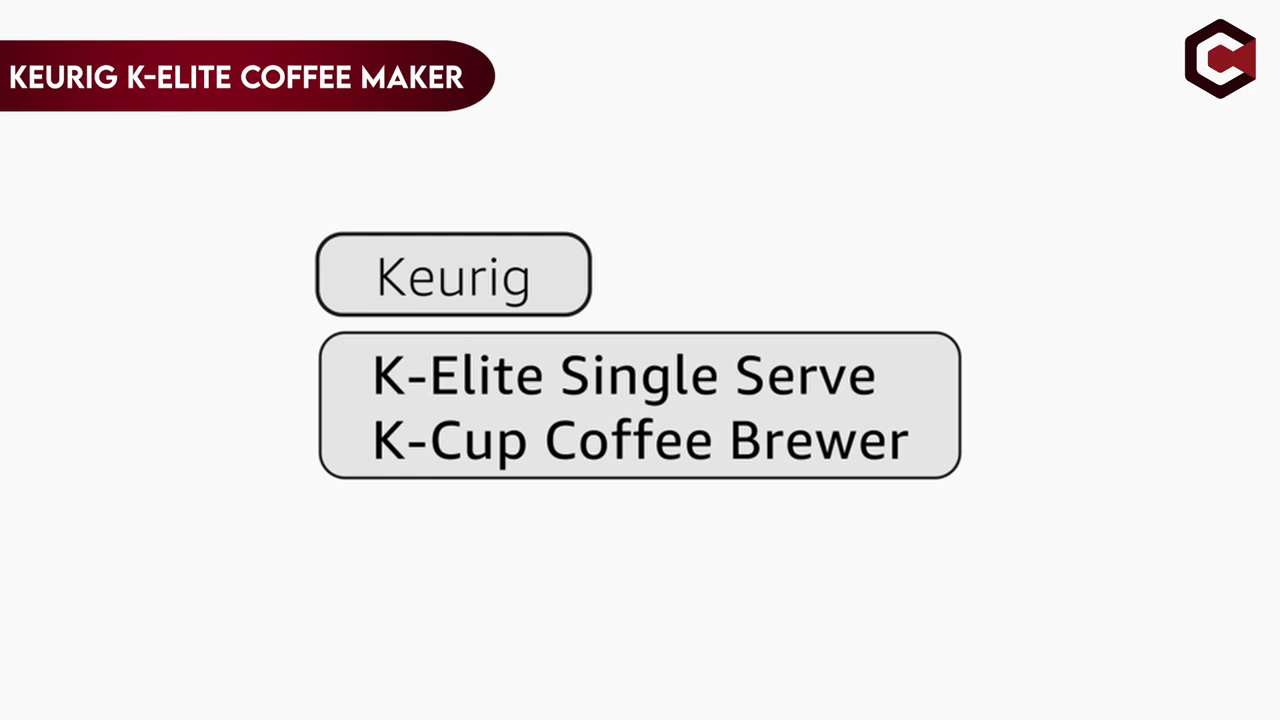 KEURIG K-ELITE COFFEE MAKER
Keurig
K-Elite Single Serve
K-Cup Coffee Brewer